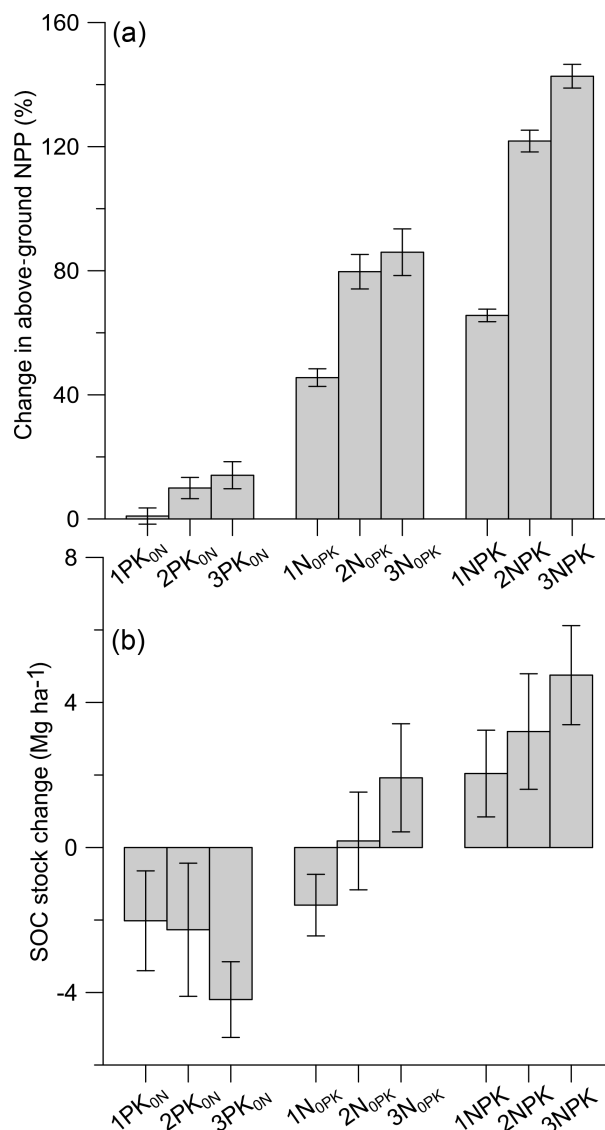 (a)
Change in above-ground NPP (%)
160
120
80
40
0
1PK0N 2PK0N 3PK0N 1N0PK 2N0PK 3N0PK 1NPK 2NPK 3NPK
(b)
SOC stock change (Mg ha-1)
8
4
0
-4
1PK0N 2PK0N 3PK0N 1N0PK 2N0PK 3N0PK 1NPK 2NPK 3NPK